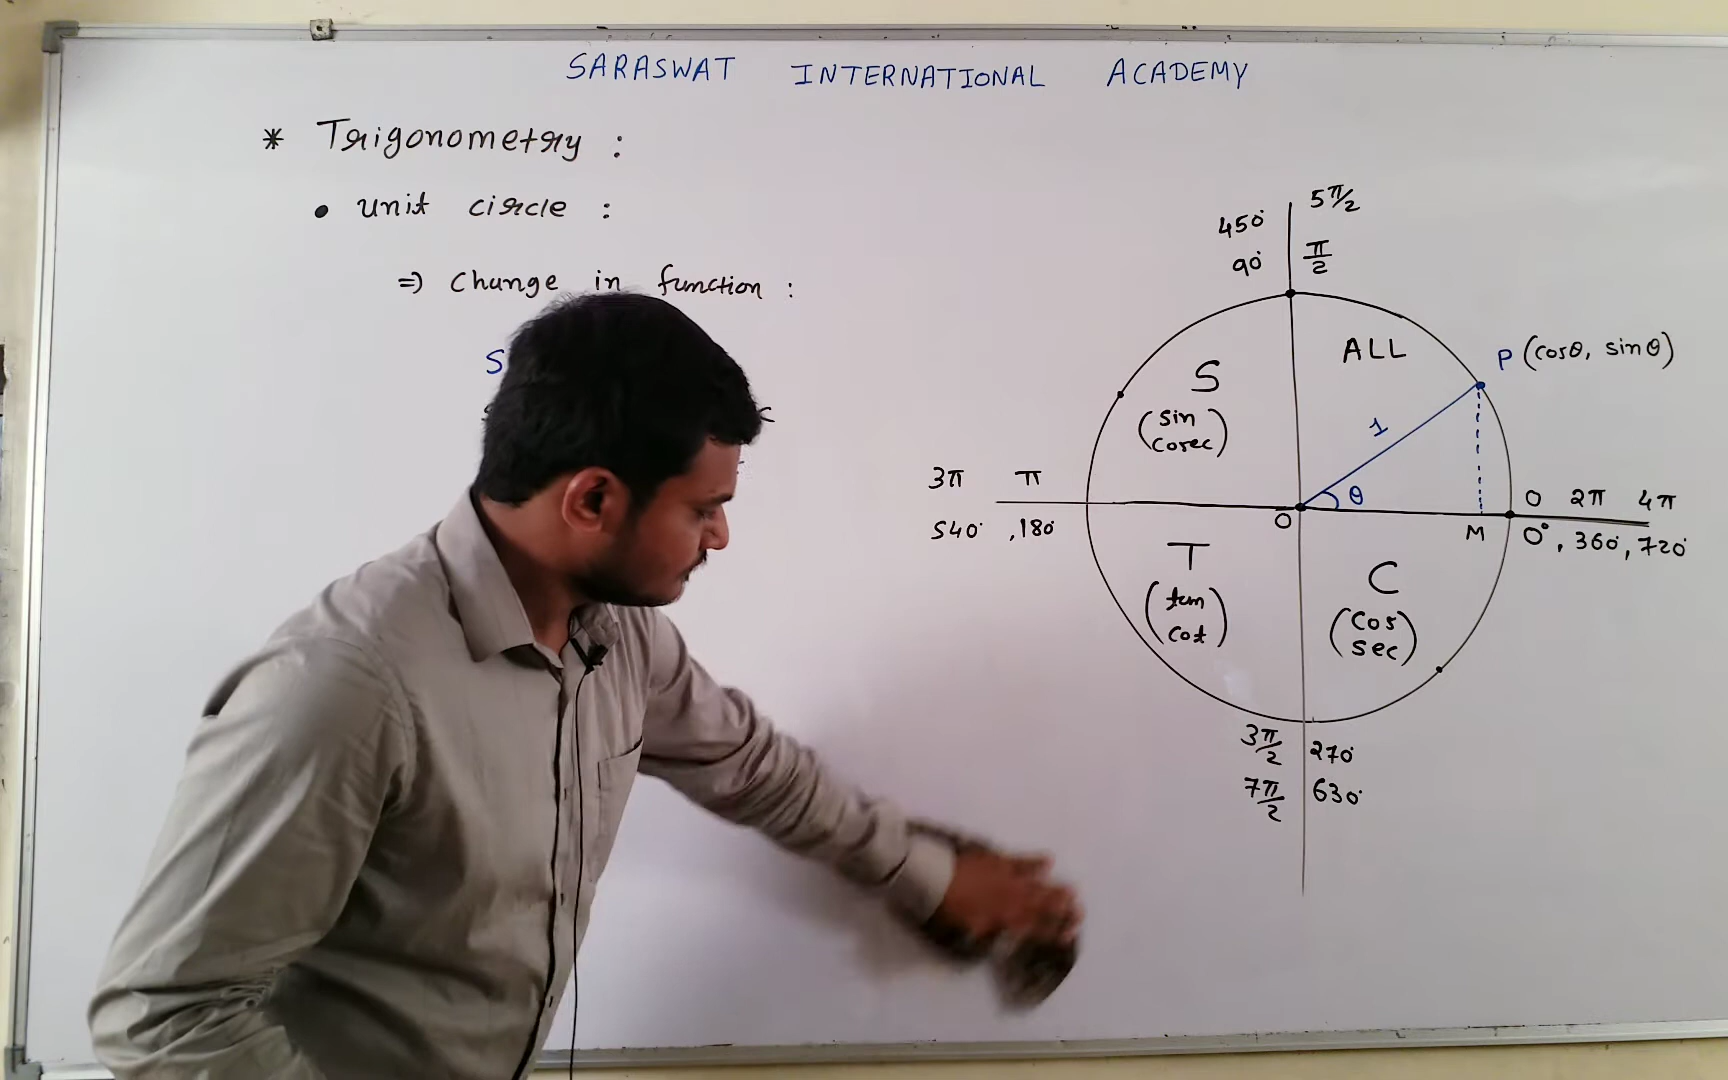 SARASWAT INTERNATIONAL ACADEMY
* Trigonometry :
• unit circle :
⇒ Change in function :
S
c
5π/2
450°
90° π/2
ALL
P (cosθ, sinθ)
S
(sin cosec)
1
θ
3π π
540° , 180°
O
M
0 2π 4π
0° , 360° , 720°
T
(tan cot)
C
(cos sec)
3π/2 270°
7π/2 630°